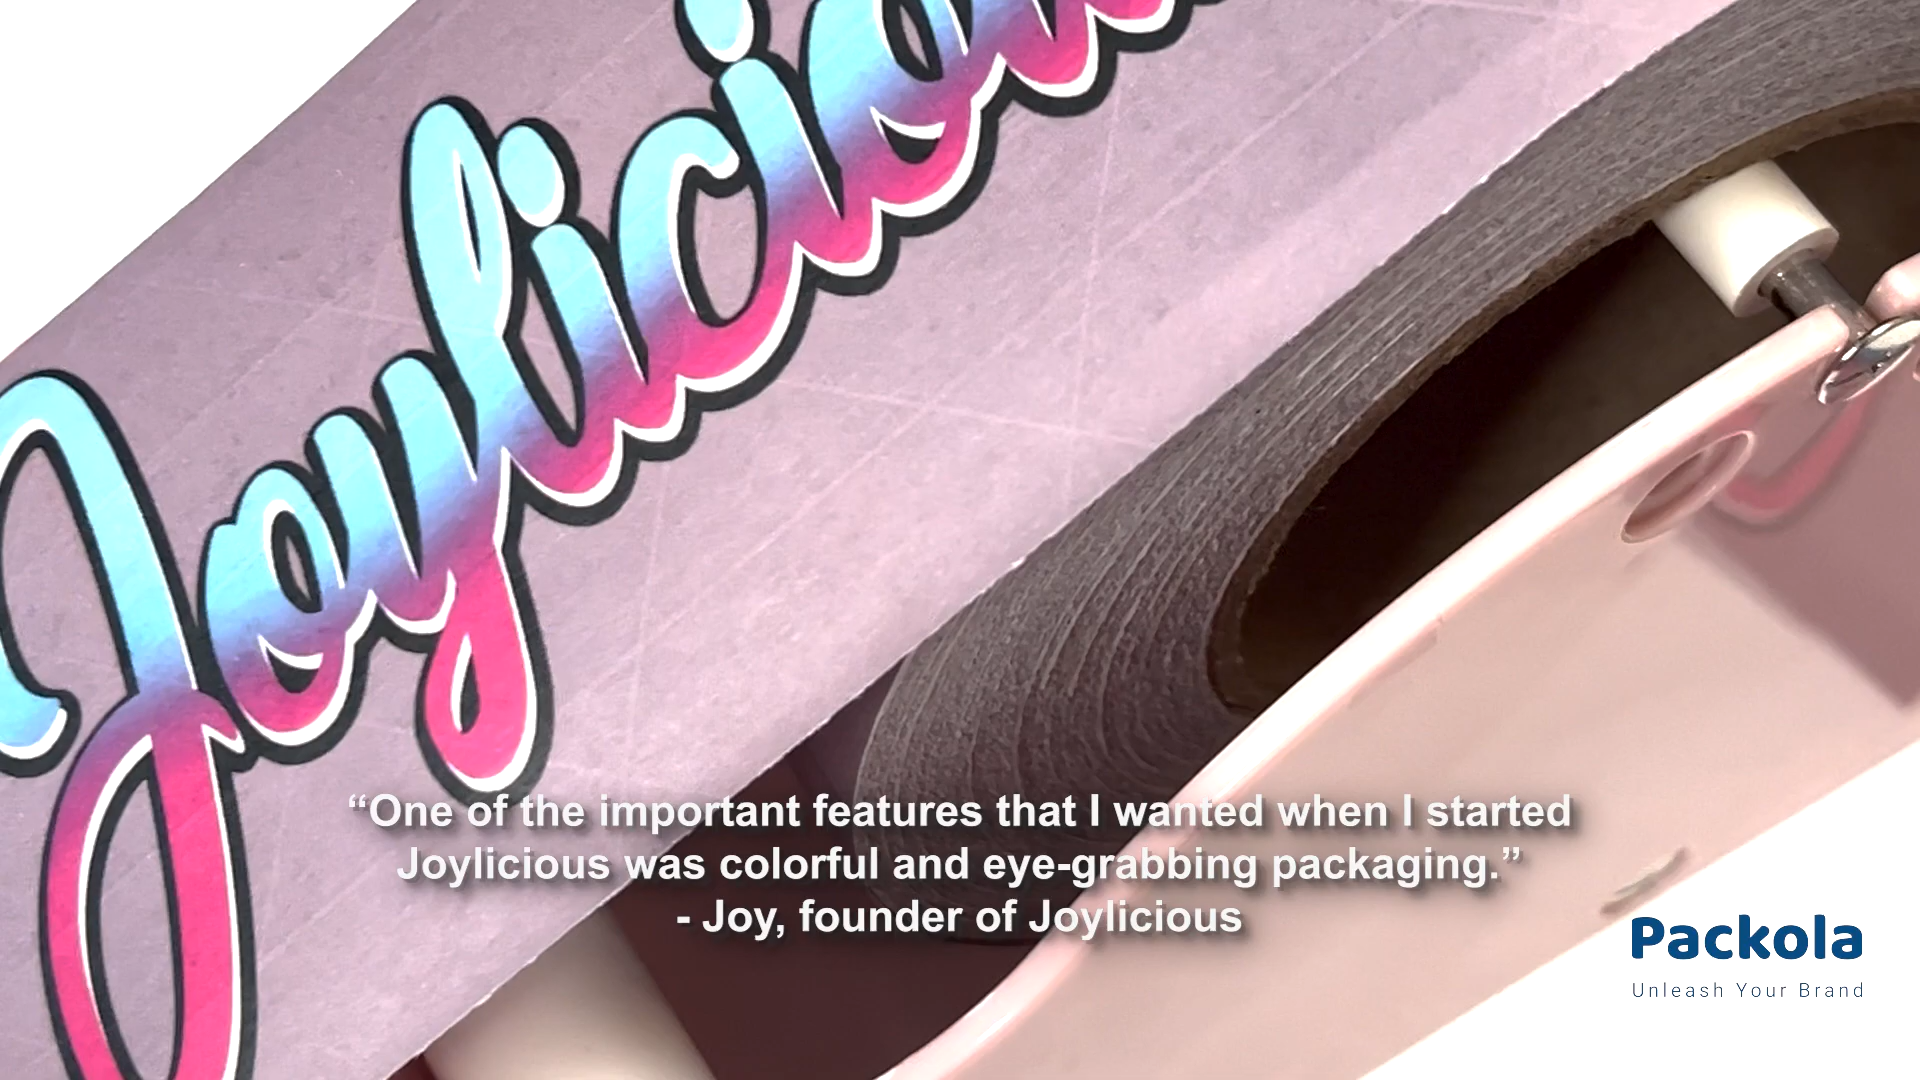 Joyliciou
“One of the important features that I wanted when I started
Joylicious was colorful and eye-grabbing packaging.”
- Joy, founder of Joylicious
Packola
Unleash Your Brand